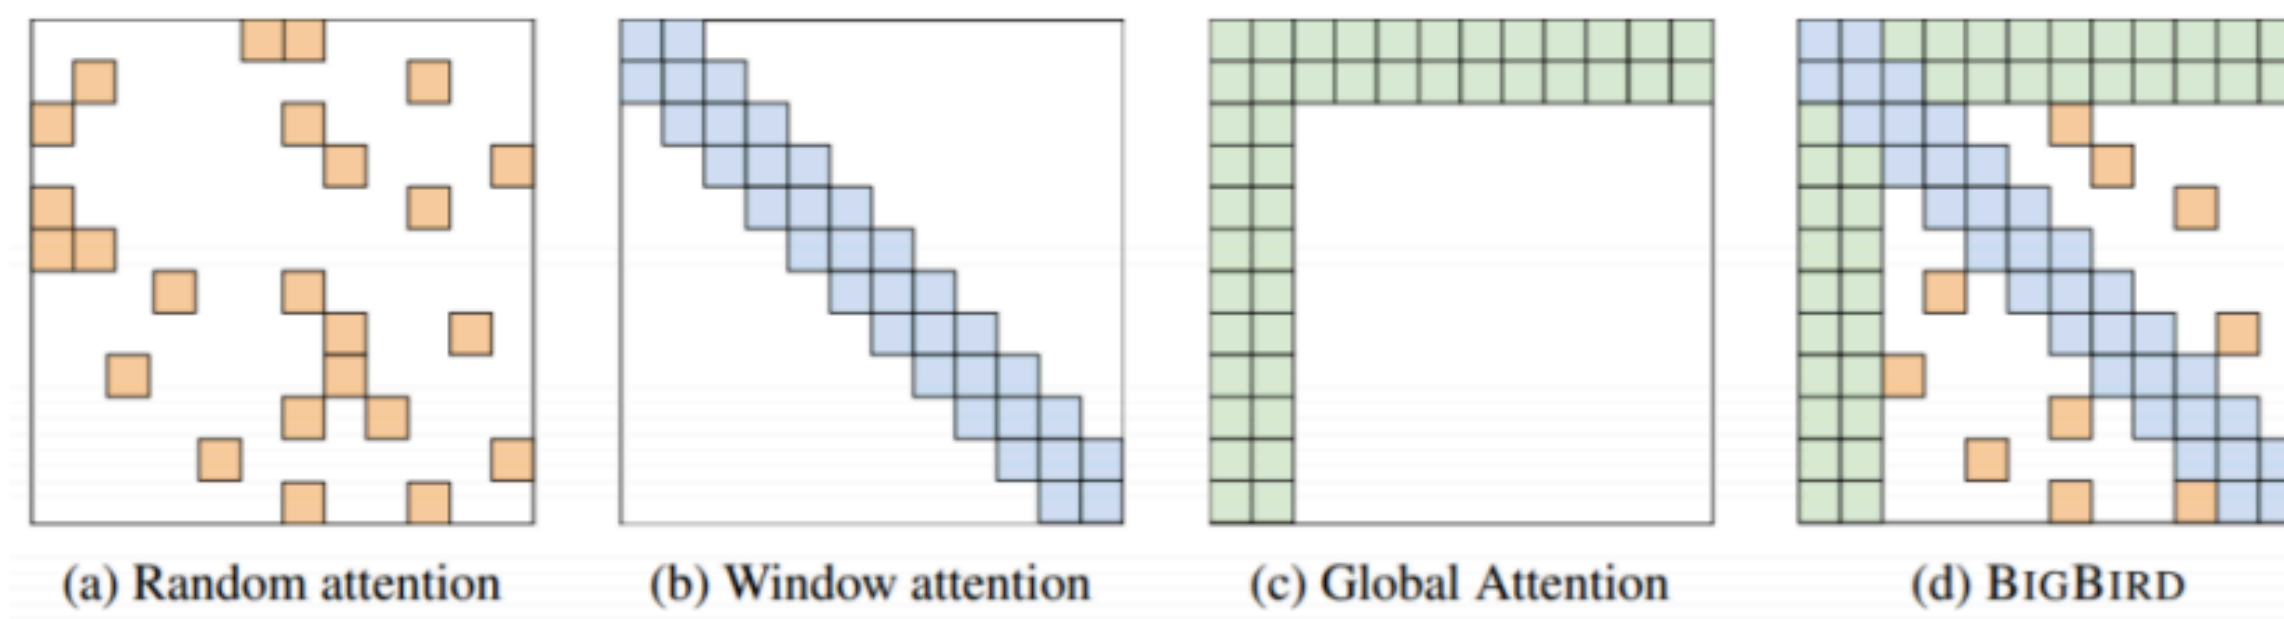 (a) Random attention
(b) Window attention
(c) Global Attention
(d) BIGBIRD